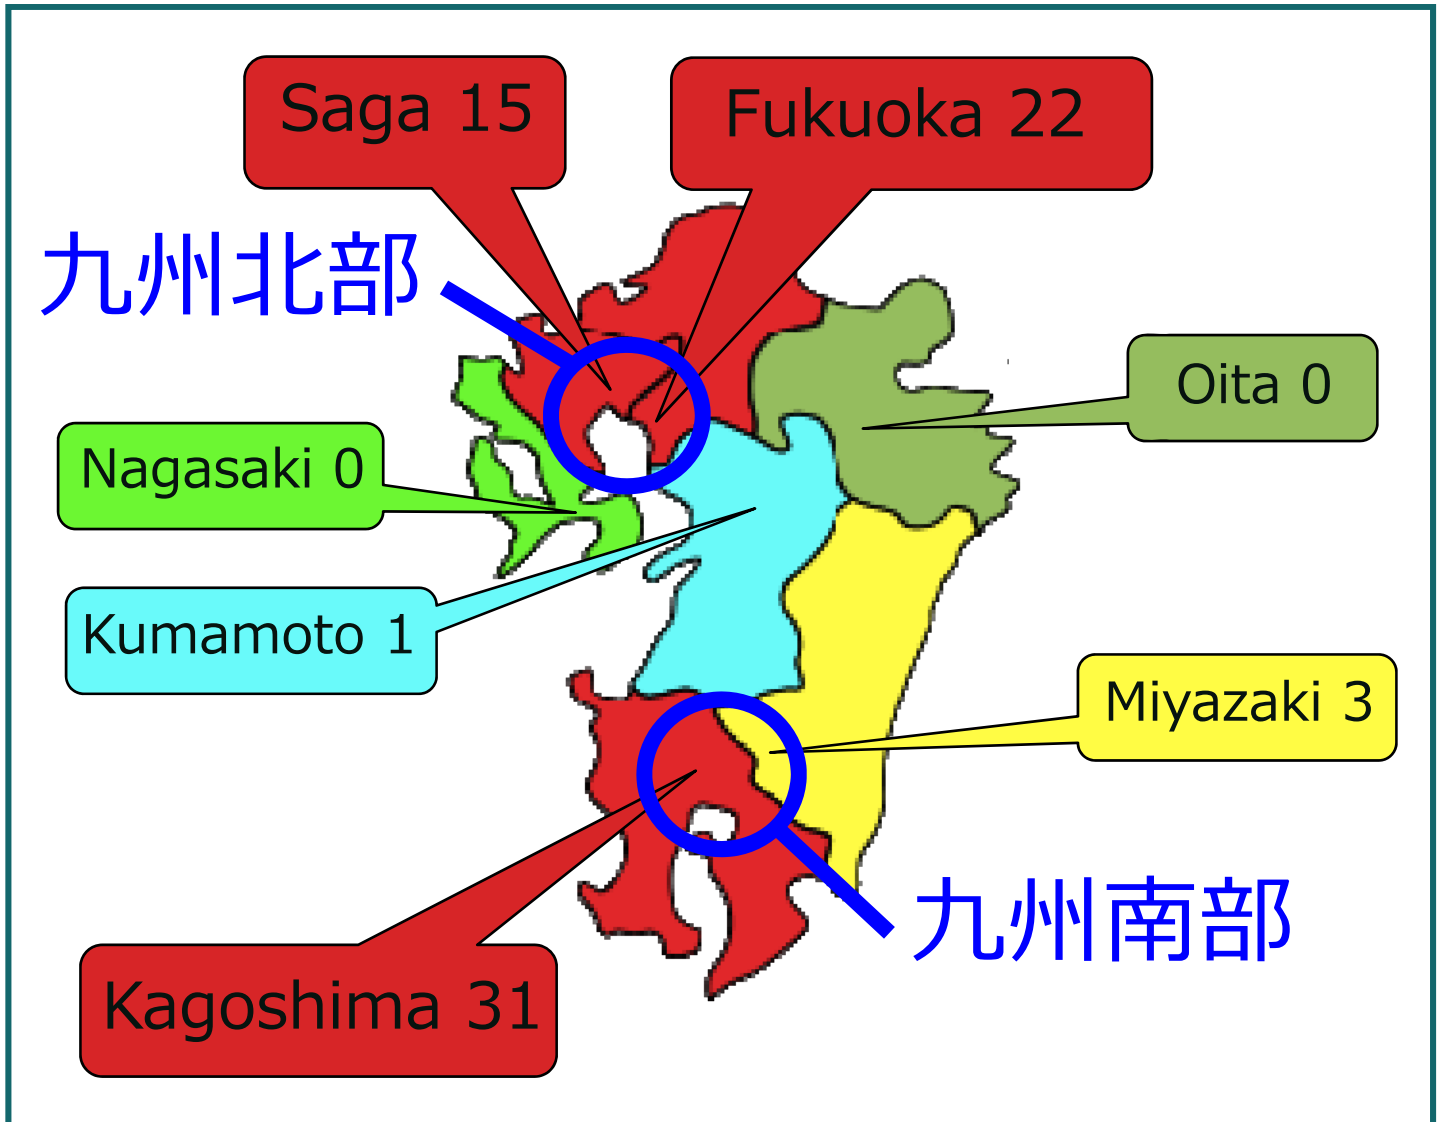 Saga 15
Fukuoka 22
九州北部
Oita 0
Nagasaki 0
Kumamoto 1
Miyazaki 3
九州南部
Kagoshima 31